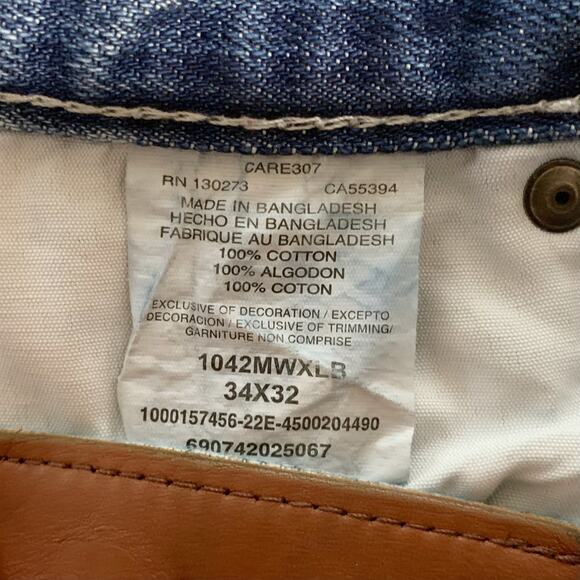 CARE307
RN 130273 CA55394
MADE IN BANGLADESH
HECHO EN BANGLADESH
FABRIQUE AU BANGLADESH
100% COTTON
100% ALGODON
100% COTON
EXCLUSIVE OF DECORATION / EXCEPTO
DECORACION / EXCLUSIVE OF TRIMMING/
GARNITURE NON COMPRISE
1042MWXLB
34X32
1000157456-22E-4500204490
690742025067